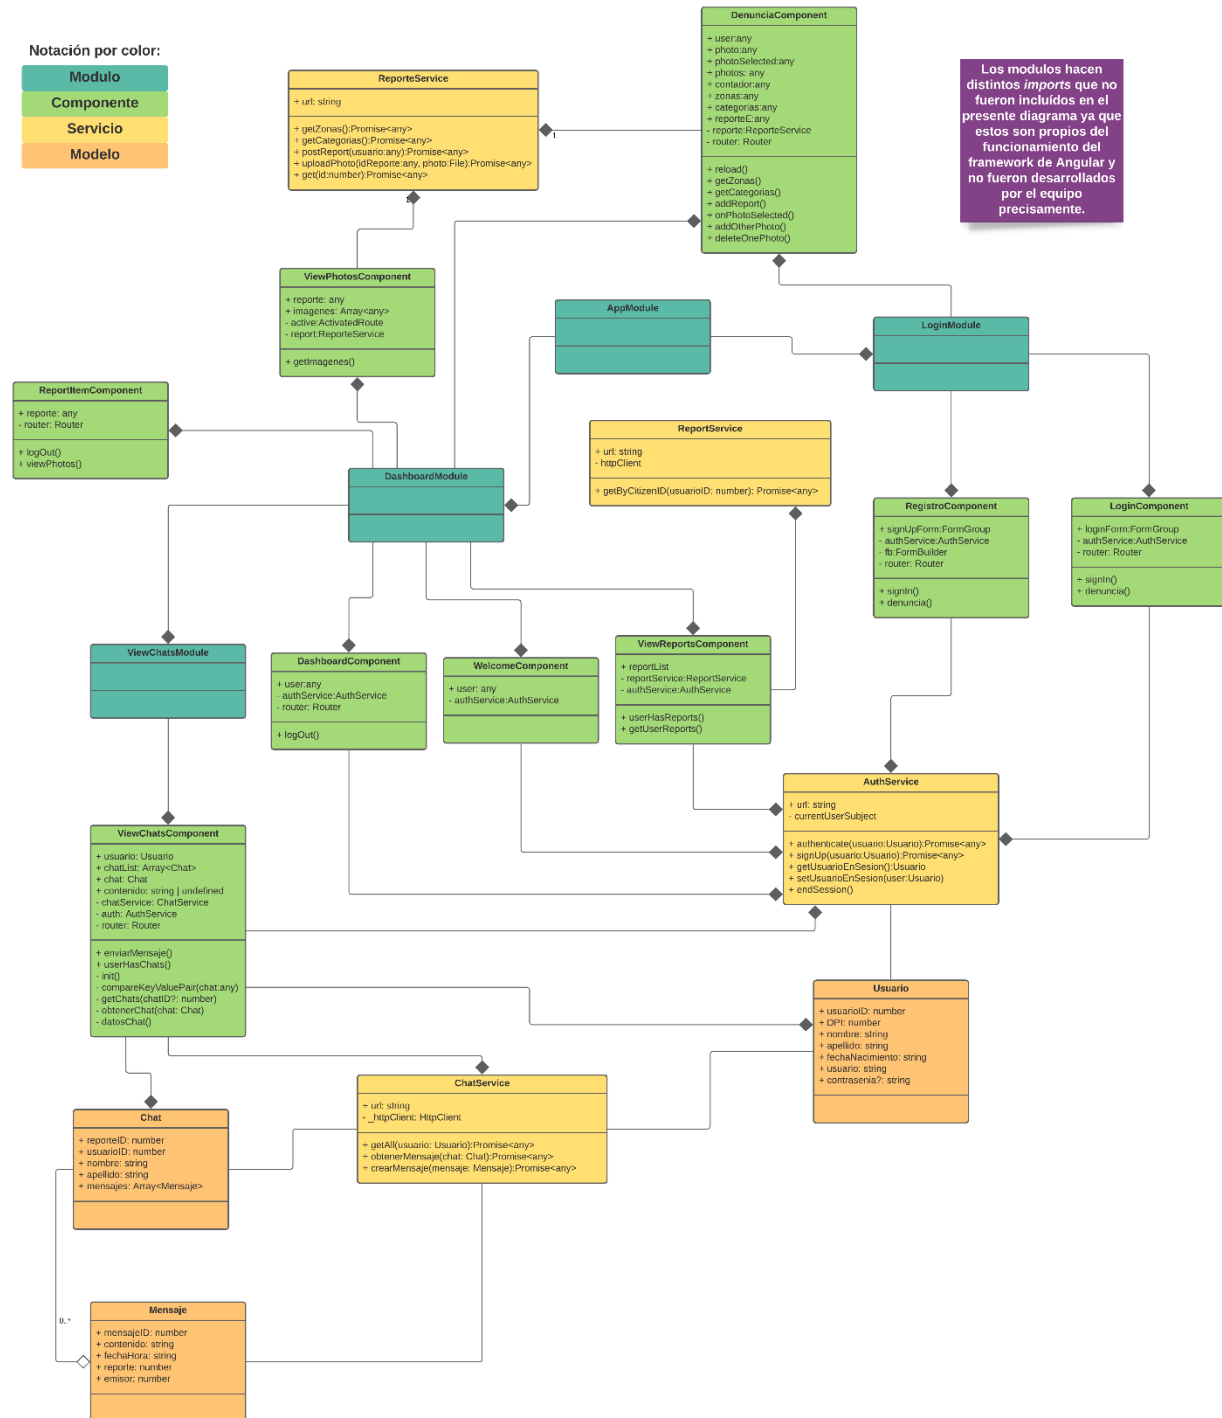 Notación por color:
Modulo
Componente
Servicio
Modelo
DenunciaComponent
+ user:any
+ photo:any
+ photoSelected:any
+ photos: any
+ contador:any
+ zonas:any
+ categorias:any
+ reporteE:any
- reporte:ReporteService
- router: Router
+ reload()
+ getZonas()
+ getCategorias()
+ addReport()
+ onPhotoSelected()
+ addOtherPhoto()
+ deleteOnePhoto()
Los modulos hacen
distintos imports que no
fueron incluídos en el
presente diagrama ya que
estos son propios del
funcionamiento del
framework de Angular y
no fueron desarrollados
por el equipo
precisamente.
ReporteService
+ url: string
+ getZonas():Promise<any>
+ getCategorias():Promise<any>
+ postReport(usuario:any):Promise<any>
+ uploadPhoto(idReporte:any, photo:File):Promise<any>
+ get(id:number):Promise<any>
1
1
ViewPhotosComponent
+ reporte: any
+ imagenes: Array<any>
- active:ActivatedRoute
- report:ReporteService
+ getImagenes()
AppModule
LoginModule
ReportItemComponent
+ reporte: any
- router: Router
+ logOut()
+ viewPhotos()
ReportService
+ url: string
- httpClient
+ getByCitizenID(usuarioID: number): Promise<any>
DashboardModule
RegistroComponent
+ signUpForm:FormGroup
- authService:AuthService
- fb:FormBuilder
- router: Router
+ signIn()
+ denuncia()
LoginComponent
+ loginForm:FormGroup
- authService:AuthService
- router: Router
+ signIn()
+ denuncia()
ViewChatsModule
DashboardComponent
+ user:any
- authService:AuthService
- router: Router
+ logOut()
WelcomeComponent
+ user: any
- authService:AuthService
ViewReportsComponent
+ reportList
- reportService:ReportService
- authService:AuthService
+ userHasReports()
+ getUserReports()
AuthService
+ url: string
- currentUserSubject
+ authenticate(usuario:Usuario):Promise<any>
+ signUp(usuario:Usuario):Promise<any>
+ getUsuarioEnSesion():Usuario
+ setUsuarioEnSesion(user:Usuario)
+ endSession()
ViewChatsComponent
+ usuario: Usuario
+ chatList: Array<Chat>
+ chat: Chat
+ contenido: string | undefined
- chatService: ChatService
- auth: AuthService
- router: Router
+ enviarMensaje()
+ userHasChats()
- init()
- compareKeyValuePair(chat:any)
- getChats(chatID?: number)
- obtenerChat(chat: Chat)
- datosChat()
Usuario
+ usuarioID: number
+ DPI: number
+ nombre: string
+ apellido: string
+ fechaNacimiento: string
+ usuario: string
+ contrasenia?: string
ChatService
+ url: string
- _httpClient: HttpClient
+ getAll(usuario: Usuario):Promise<any>
+ obtenerMensaje(chat: Chat):Promise<any>
+ crearMensaje(mensaje: Mensaje):Promise<any>
Chat
+ reporteID: number
+ usuarioID: number
+ nombre: string
+ apellido: string
+ mensajes: Array<Mensaje>
0..*
Mensaje
+ mensajeID: number
+ contenido: string
+ fechaHora: string
+ reporte: number
+ emisor: number